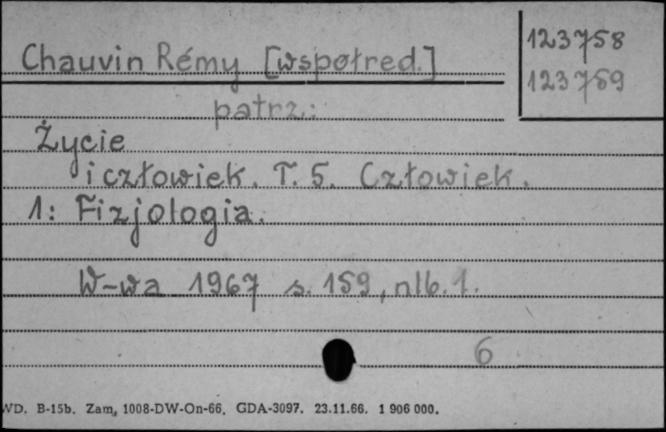 Chauvin Rémy [współred.]
123758
123759
patrz:
Życie
i człowiek. T. 5. Człowiek.
1: Fizjologia.
W-wa 1967 s. 159, nlb. 1.
6
WD. B-15b. Zam, 1008-DW-On-66. GDA-3097. 23.11.66. 1 906 000.